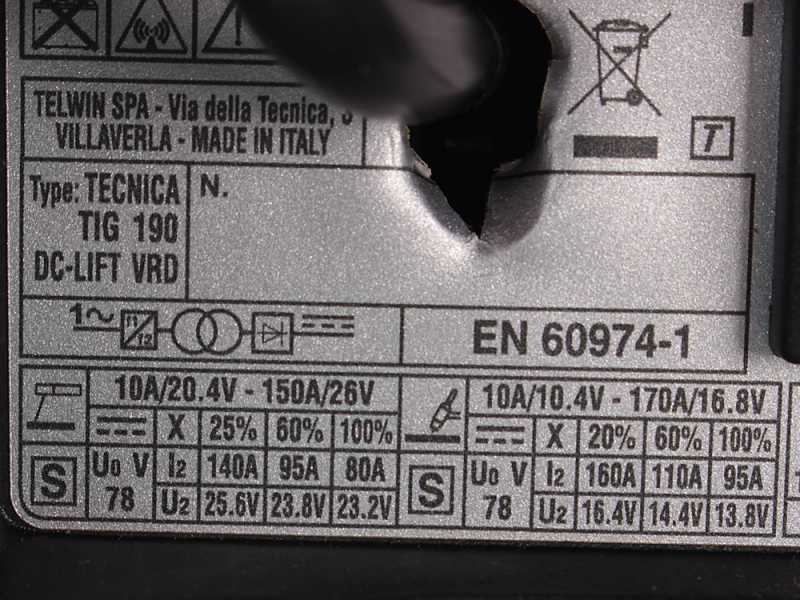 TELWIN SPA - Via della Tecnica, 3
VILLAVERLA - MADE IN ITALY
T
Type: TECNICA
TIG 190
DC-LIFT VRD
N.
1~ f1 f2
EN 60974-1
10A/20.4V - 150A/26V
X 25% 60% 100%
S U0 V 78
I2 140A 95A 80A
U2 25.6V 23.8V 23.2V
10A/10.4V - 170A/16.8V
X 20% 60% 100%
S U0 V 78
I2 160A 110A 95A
U2 16.4V 14.4V 13.8V